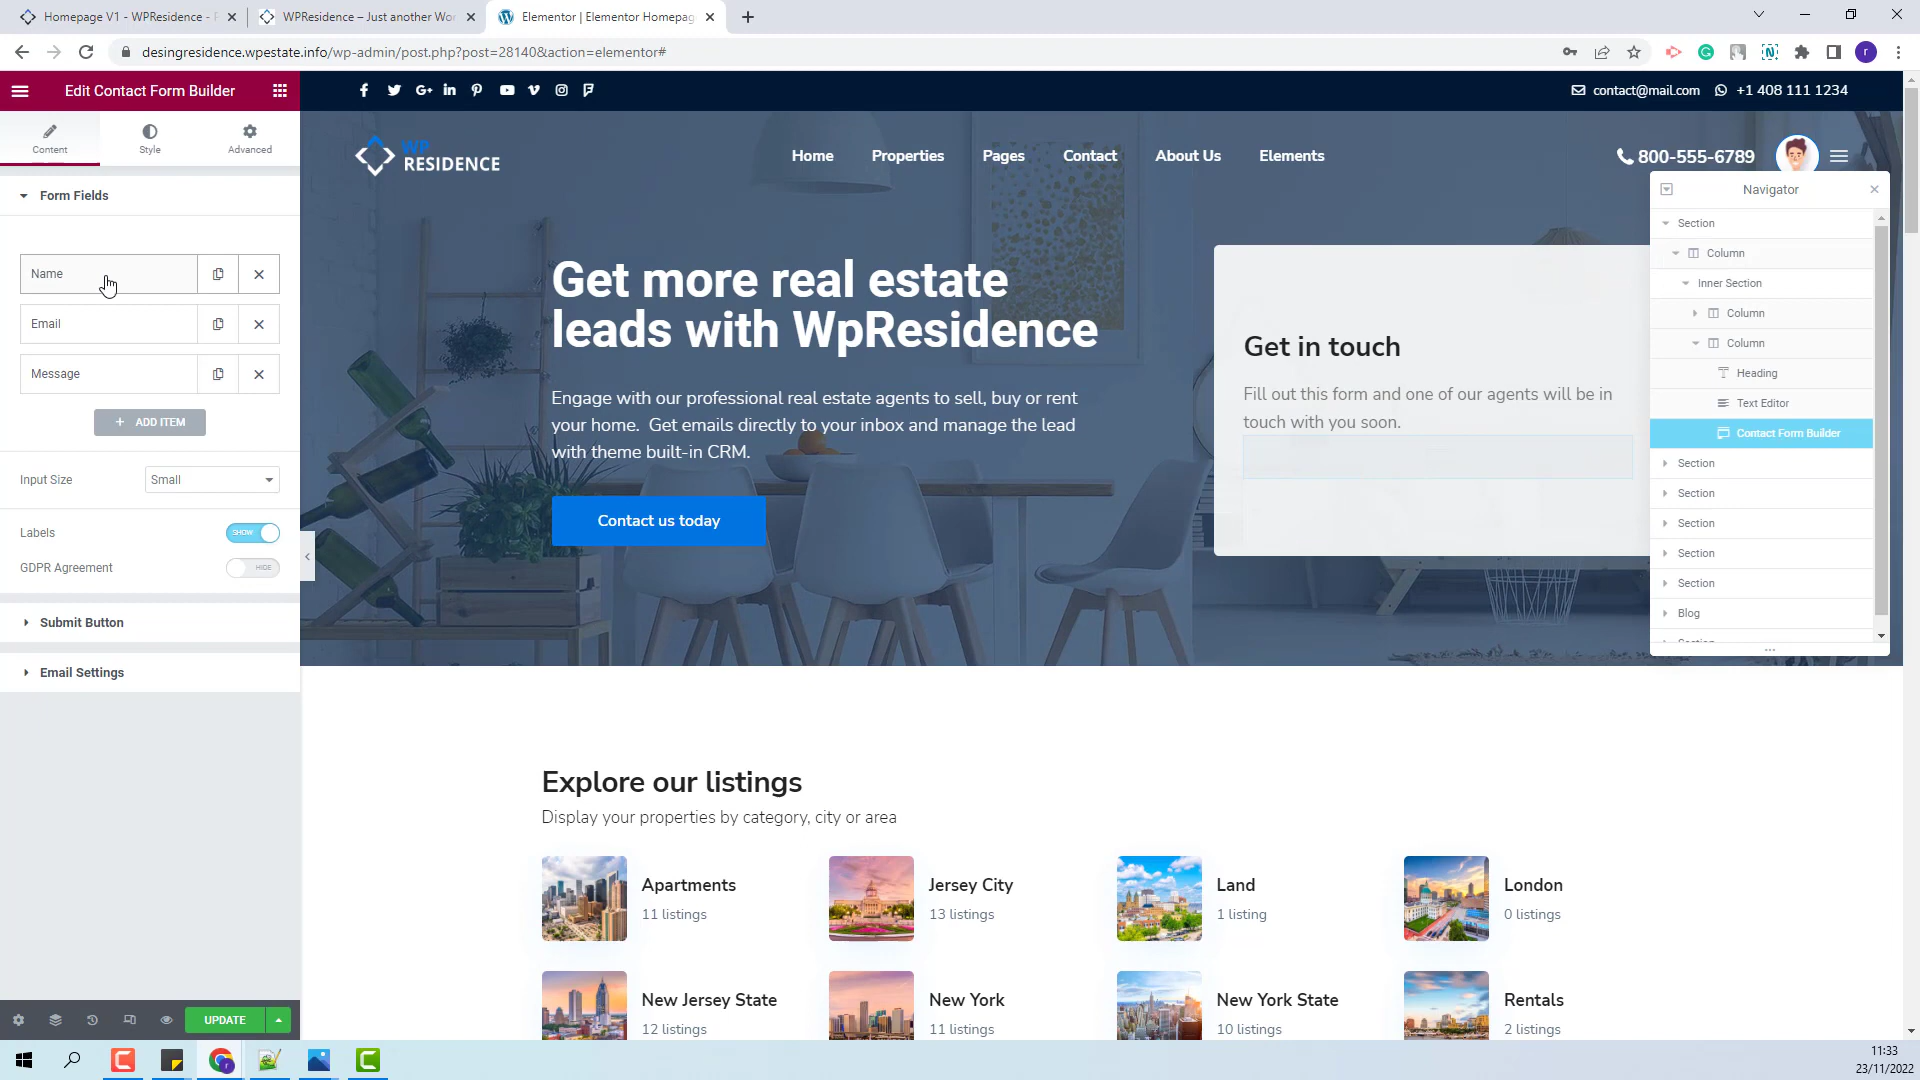 Homepage V1 - WPResidence -
WPResidence – Just another Wor
Elementor | Elementor Homepag
desingresidence.wpestate.info/wp-admin/post.php?post=28140&action=elementor#
r
Edit Contact Form Builder
contact@mail.com
+1 408 111 1234
Content
Style
Advanced
WP
RESIDENCE
Home
Properties
Pages
Contact
About Us
Elements
800-555-6789
Form Fields
Name
Email
Message
+ ADD ITEM
Input Size
Small
Labels
SHOW
GDPR Agreement
HIDE
Submit Button
Email Settings
UPDATE
Get more real estate
leads with WpResidence
Engage with our professional real estate agents to sell, buy or rent
your home. Get emails directly to your inbox and manage the lead
with theme built-in CRM.
Contact us today
Get in touch
Fill out this form and one of our agents will be in
touch with you soon.
Navigator
Section
Column
Inner Section
Column
Column
Heading
Text Editor
Contact Form Builder
Section
Section
Section
Section
Section
Blog
Explore our listings
Display your properties by category, city or area
Apartments
11 listings
Jersey City
13 listings
Land
1 listing
London
0 listings
New Jersey State
12 listings
New York
11 listings
New York State
10 listings
Rentals
2 listings
11:33
23/11/2022